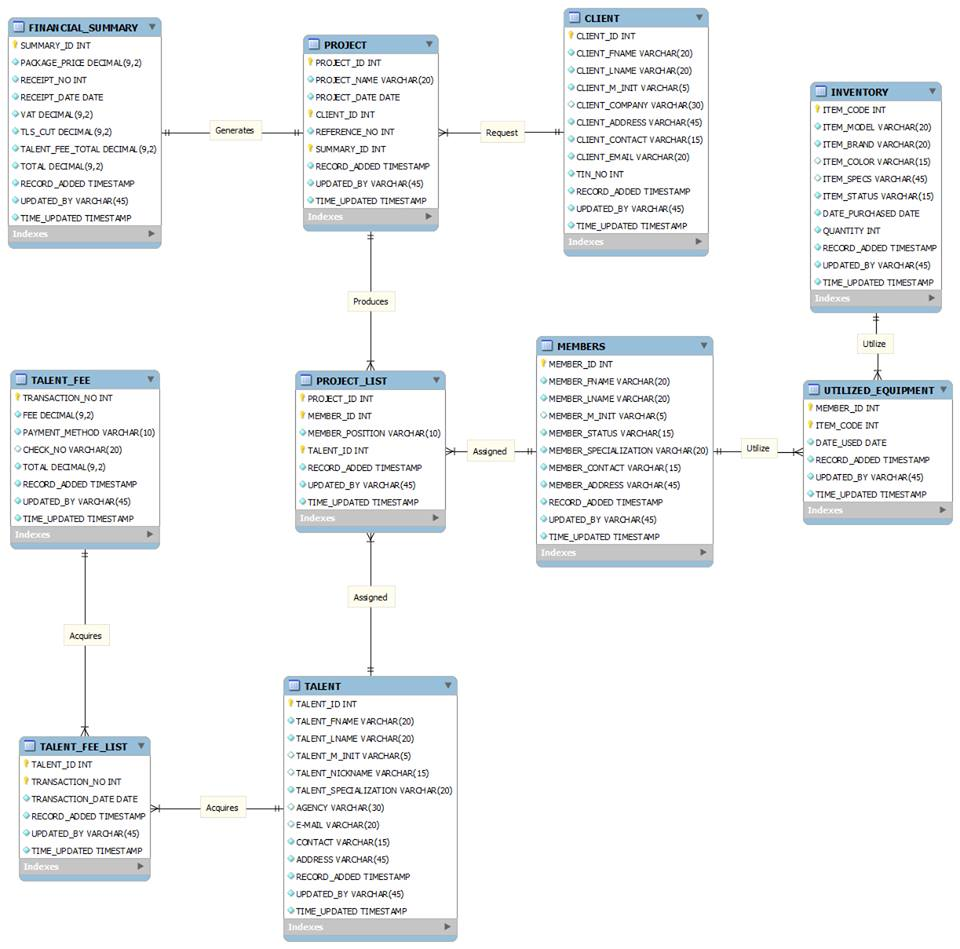 FINANCIAL_SUMMARY
SUMMARY_ID INT
PACKAGE_PRICE DECIMAL(9,2)
RECEIPT_NO INT
RECEIPT_DATE DATE
VAT DECIMAL(9,2)
TLS_CUT DECIMAL(9,2)
TALENT_FEE_TOTAL DECIMAL(9,2)
TOTAL DECIMAL(9,2)
RECORD_ADDED TIMESTAMP
UPDATED_BY VARCHAR(45)
TIME_UPDATED TIMESTAMP
Indexes
Generates
PROJECT
PROJECT_ID INT
PROJECT_NAME VARCHAR(20)
PROJECT_DATE DATE
CLIENT_ID INT
REFERENCE_NO INT
SUMMARY_ID INT
RECORD_ADDED TIMESTAMP
UPDATED_BY VARCHAR(45)
TIME_UPDATED TIMESTAMP
Indexes
Request
CLIENT
CLIENT_ID INT
CLIENT_FNAME VARCHAR(20)
CLIENT_LNAME VARCHAR(20)
CLIENT_M_INIT VARCHAR(5)
CLIENT_COMPANY VARCHAR(30)
CLIENT_ADDRESS VARCHAR(45)
CLIENT_CONTACT VARCHAR(15)
CLIENT_EMAIL VARCHAR(20)
TIN_NO INT
RECORD_ADDED TIMESTAMP
UPDATED_BY VARCHAR(45)
TIME_UPDATED TIMESTAMP
Indexes
INVENTORY
ITEM_CODE INT
ITEM_MODEL VARCHAR(20)
ITEM_BRAND VARCHAR(20)
ITEM_COLOR VARCHAR(15)
ITEM_SPECS VARCHAR(45)
ITEM_STATUS VARCHAR(15)
DATE_PURCHASED DATE
QUANTITY INT
RECORD_ADDED TIMESTAMP
UPDATED_BY VARCHAR(45)
TIME_UPDATED TIMESTAMP
Indexes
Produces
Utilize
TALENT_FEE
TRANSACTION_NO INT
FEE DECIMAL(9,2)
PAYMENT_METHOD VARCHAR(10)
CHECK_NO VARCHAR(20)
TOTAL DECIMAL(9,2)
RECORD_ADDED TIMESTAMP
UPDATED_BY VARCHAR(45)
TIME_UPDATED TIMESTAMP
Indexes
PROJECT_LIST
PROJECT_ID INT
MEMBER_ID INT
MEMBER_POSITION VARCHAR(10)
TALENT_ID INT
RECORD_ADDED TIMESTAMP
UPDATED_BY VARCHAR(45)
TIME_UPDATED TIMESTAMP
Indexes
Assigned
MEMBERS
MEMBER_ID INT
MEMBER_FNAME VARCHAR(20)
MEMBER_LNAME VARCHAR(20)
MEMBER_M_INIT VARCHAR(5)
MEMBER_STATUS VARCHAR(15)
MEMBER_SPECIALIZATION VARCHAR(20)
MEMBER_CONTACT VARCHAR(15)
MEMBER_ADDRESS VARCHAR(45)
RECORD_ADDED TIMESTAMP
UPDATED_BY VARCHAR(45)
TIME_UPDATED TIMESTAMP
Indexes
Utilize
UTILIZED_EQUIPMENT
MEMBER_ID INT
ITEM_CODE INT
DATE_USED DATE
RECORD_ADDED TIMESTAMP
UPDATED_BY VARCHAR(45)
TIME_UPDATED TIMESTAMP
Indexes
Assigned
Acquires
TALENT_FEE_LIST
TALENT_ID INT
TRANSACTION_NO INT
TRANSACTION_DATE DATE
RECORD_ADDED TIMESTAMP
UPDATED_BY VARCHAR(45)
TIME_UPDATED TIMESTAMP
Indexes
Acquires
TALENT
TALENT_ID INT
TALENT_FNAME VARCHAR(20)
TALENT_LNAME VARCHAR(20)
TALENT_M_INIT VARCHAR(5)
TALENT_NICKNAME VARCHAR(15)
TALENT_SPECIALIZATION VARCHAR(20)
AGENCY VARCHAR(30)
E-MAIL VARCHAR(20)
CONTACT VARCHAR(15)
ADDRESS VARCHAR(45)
RECORD_ADDED TIMESTAMP
UPDATED_BY VARCHAR(45)
TIME_UPDATED TIMESTAMP
Indexes